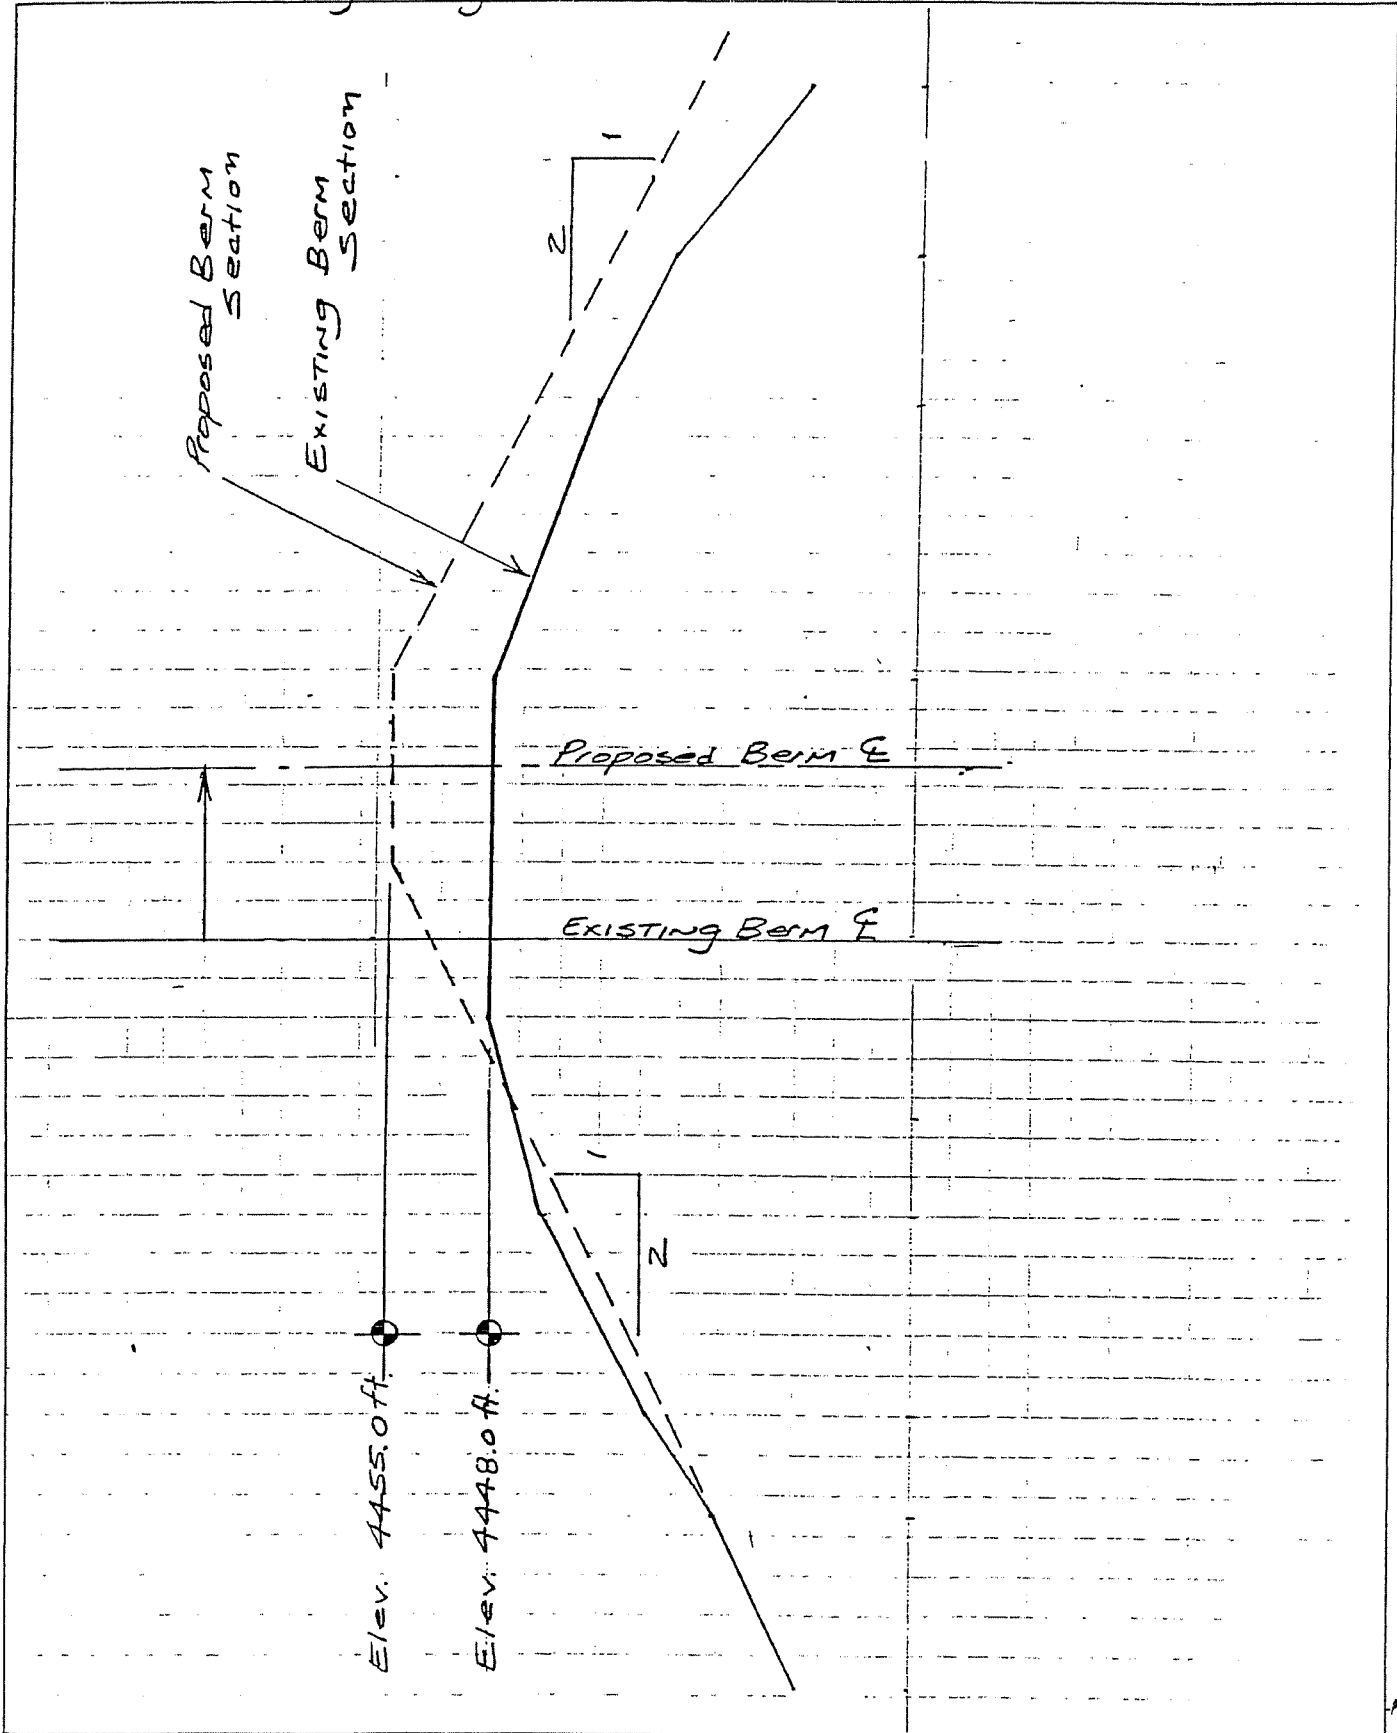 Proposed Berm
Section
Existing Berm
Section
1
2
Proposed Berm ℄
Existing Berm ℄
1
2
Elev. 4455.0 ft.
Elev. 4448.0 ft.